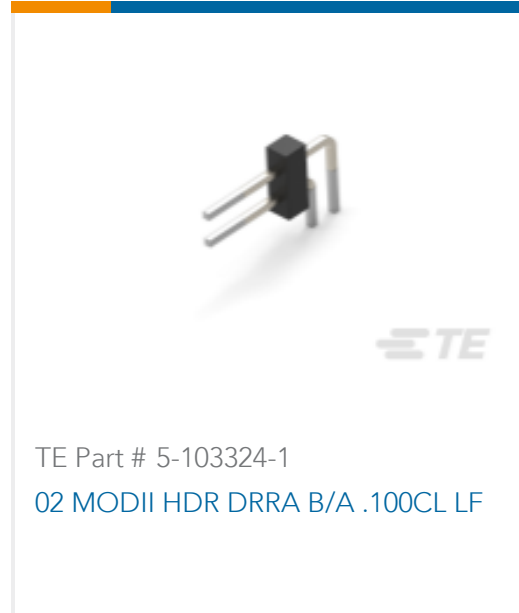 TE
TE Part # 5-103324-1
02 MODII HDR DRRA B/A .100CL LF